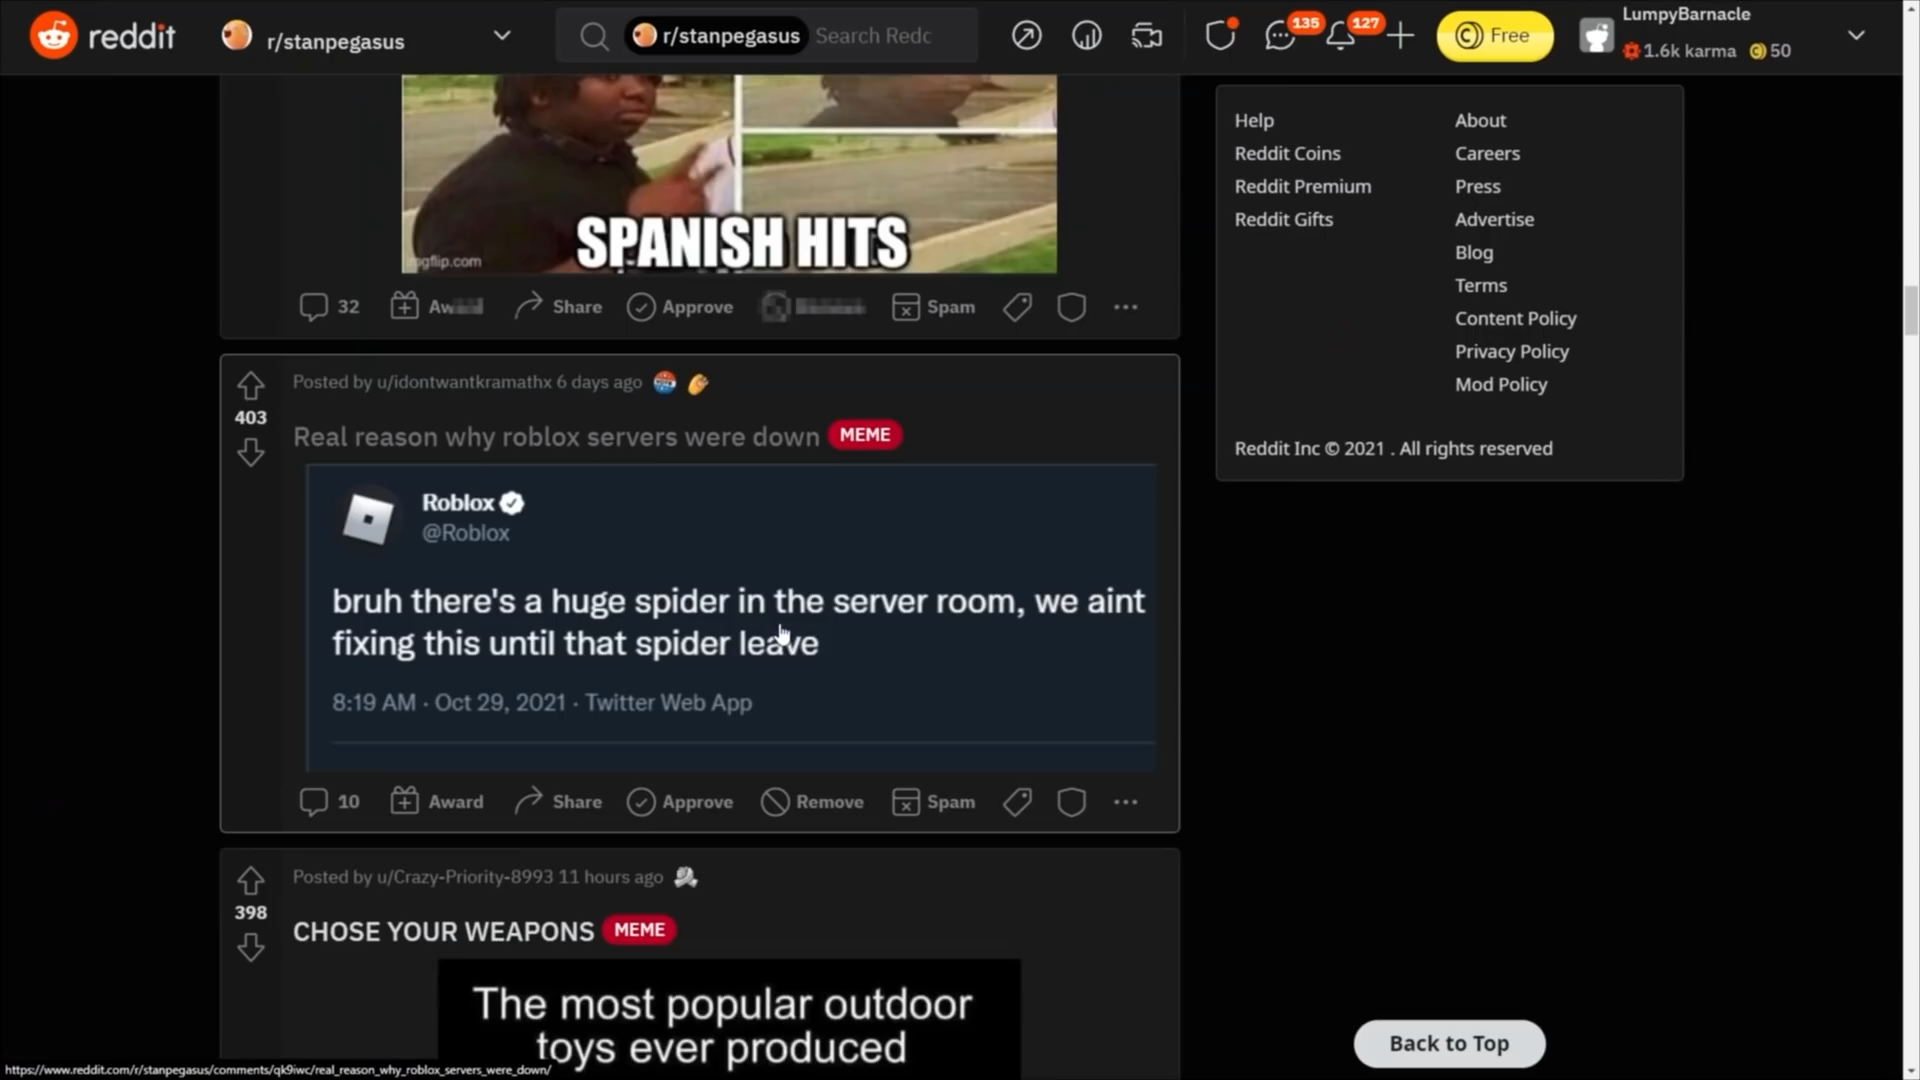 reddit
r/stanpegasus
r/stanpegasus Search Redc
135
127
Free
LumpyBarnacle
1.6k karma 50
SPANISH HITS
imgflip.com
32 Share Approve Spam
Help
Reddit Coins
Reddit Premium
Reddit Gifts
About
Careers
Press
Advertise
Blog
Terms
Content Policy
Privacy Policy
Mod Policy
Reddit Inc © 2021 . All rights reserved
403
Posted by u/idontwantkramathx 6 days ago
Real reason why roblox servers were down MEME
Roblox
@Roblox
bruh there's a huge spider in the server room, we aint
fixing this until that spider leave
8:19 AM · Oct 29, 2021 · Twitter Web App
10 Award Share Approve Remove Spam
398
Posted by u/Crazy-Priority-8993 11 hours ago
CHOSE YOUR WEAPONS MEME
The most popular outdoor
toys ever produced
Back to Top
https://www.reddit.com/r/stanpegasus/comments/qk9iwc/real_reason_why_roblox_servers_were_down/